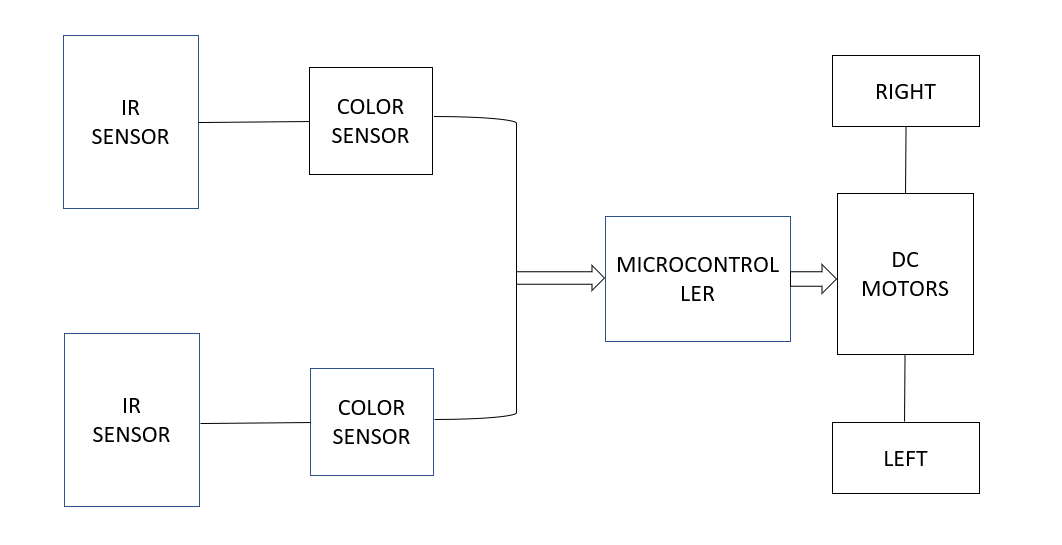 IR
SENSOR
COLOR
SENSOR
RIGHT
MICROCONTROL
LER
DC
MOTORS
IR
SENSOR
COLOR
SENSOR
LEFT